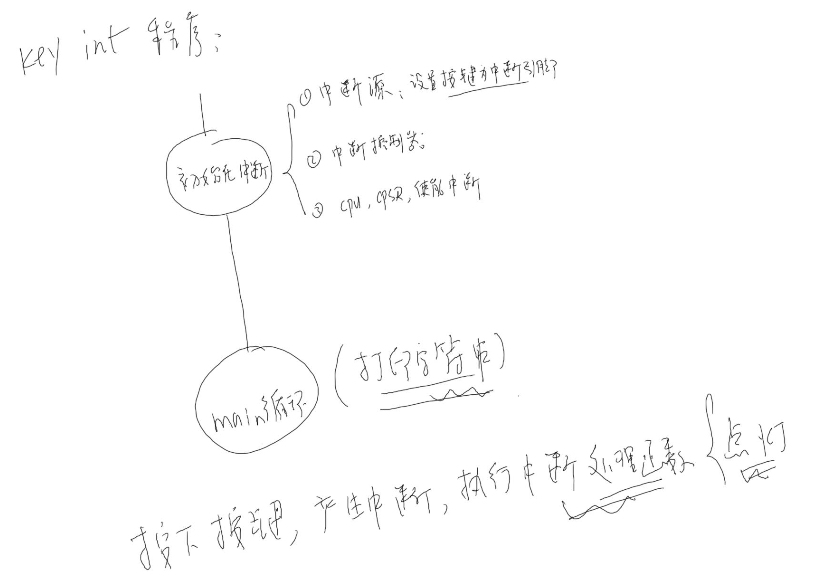 key int 程序:
① 中断源：设置按键为中断引脚
初始化中断
② 中断控制器:
③ cpu, CPSR, 使能中断
main循环 (打印字符串)
按下按键, 产生中断, 执行中断处理函数 { 点灯